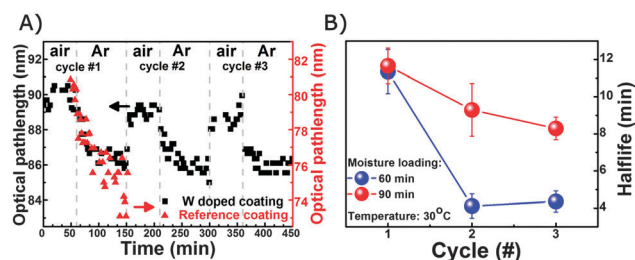 A)
air Ar air Ar air Ar
cycle #1 cycle #2 cycle #3
Optical pathlength (nm)
92
90
88
86
84
82
80
78
76
74
Optical pathlength (nm)
W doped coating
Reference coating
0 50 100 150 200 250 300 350 400 450
Time (min)
B)
12
10
8
6
4
Halflife (min)
Moisture loading:
60 min
90 min
Temperature: 30°C
1 2 3
Cycle (#)